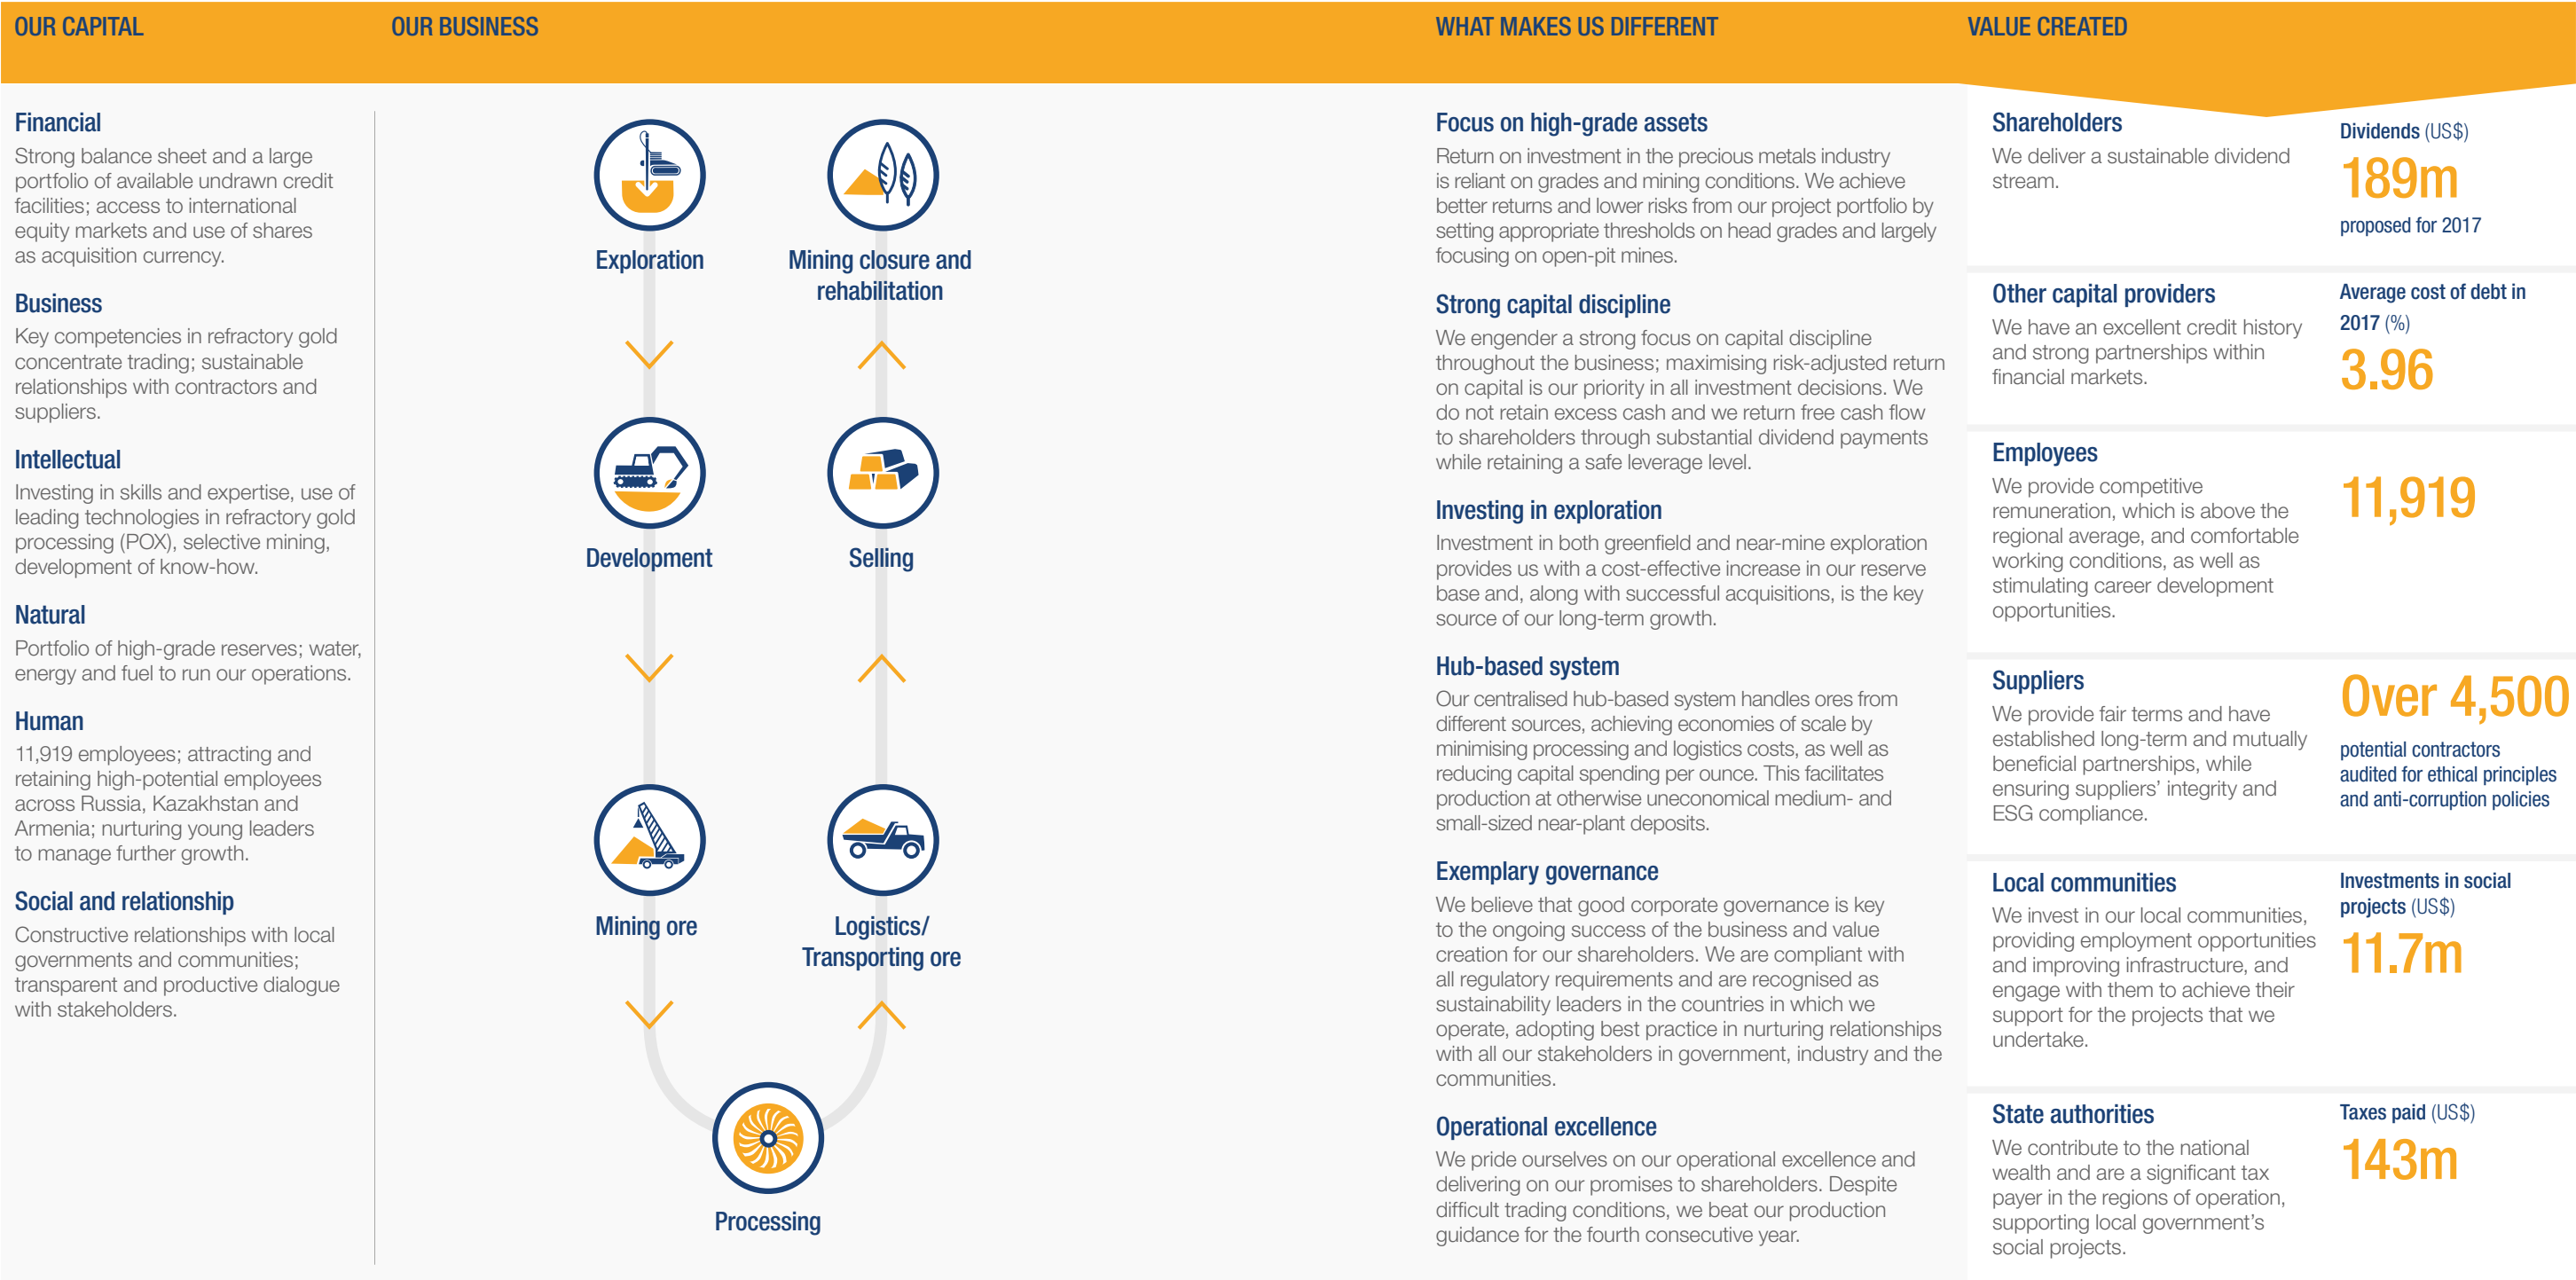 OUR CAPITAL
OUR BUSINESS
WHAT MAKES US DIFFERENT
VALUE CREATED
Financial
Strong balance sheet and a large
portfolio of available undrawn credit
facilities; access to international
equity markets and use of shares
as acquisition currency.
Business
Key competencies in refractory gold
concentrate trading; sustainable
relationships with contractors and
suppliers.
Intellectual
Investing in skills and expertise, use of
leading technologies in refractory gold
processing (POX), selective mining,
development of know-how.
Natural
Portfolio of high-grade reserves; water,
energy and fuel to run our operations.
Human
11,919 employees; attracting and
retaining high-potential employees
across Russia, Kazakhstan and
Armenia; nurturing young leaders
to manage further growth.
Social and relationship
Constructive relationships with local
governments and communities;
transparent and productive dialogue
with stakeholders.
Exploration
Development
Mining ore
Processing
Logistics/
Transporting ore
Selling
Mining closure and
rehabilitation
Focus on high-grade assets
Return on investment in the precious metals industry
is reliant on grades and mining conditions. We achieve
better returns and lower risks from our project portfolio by
setting appropriate thresholds on head grades and largely
focusing on open-pit mines.
Strong capital discipline
We engender a strong focus on capital discipline
throughout the business; maximising risk-adjusted return
on capital is our priority in all investment decisions. We
do not retain excess cash and we return free cash flow
to shareholders through substantial dividend payments
while retaining a safe leverage level.
Investing in exploration
Investment in both greenfield and near-mine exploration
provides us with a cost-effective increase in our reserve
base and, along with successful acquisitions, is the key
source of our long-term growth.
Hub-based system
Our centralised hub-based system handles ores from
different sources, achieving economies of scale by
minimising processing and logistics costs, as well as
reducing capital spending per ounce. This facilitates
production at otherwise uneconomical medium- and
small-sized near-plant deposits.
Exemplary governance
We believe that good corporate governance is key
to the ongoing success of the business and value
creation for our shareholders. We are compliant with
all regulatory requirements and are recognised as
sustainability leaders in the countries in which we
operate, adopting best practice in nurturing relationships
with all our stakeholders in government, industry and the
communities.
Operational excellence
We pride ourselves on our operational excellence and
delivering on our promises to shareholders. Despite
difficult trading conditions, we beat our production
guidance for the fourth consecutive year.
Shareholders
We deliver a sustainable dividend
stream.
Dividends (US$)
189m
proposed for 2017
Other capital providers
We have an excellent credit history
and strong partnerships within
financial markets.
Average cost of debt in
2017 (%)
3.96
Employees
We provide competitive
remuneration, which is above the
regional average, and comfortable
working conditions, as well as
stimulating career development
opportunities.
11,919
Suppliers
We provide fair terms and have
established long-term and mutually
beneficial partnerships, while
ensuring suppliers' integrity and
ESG compliance.
Over 4,500
potential contractors
audited for ethical principles
and anti-corruption policies
Local communities
We invest in our local communities,
providing employment opportunities
and improving infrastructure, and
engage with them to achieve their
support for the projects that we
undertake.
Investments in social
projects (US$)
11.7m
State authorities
We contribute to the national
wealth and are a significant tax
payer in the regions of operation,
supporting local government's
social projects.
Taxes paid (US$)
143m